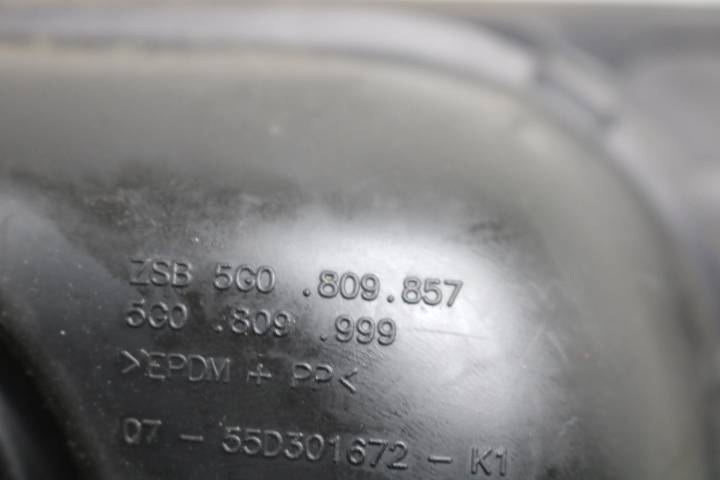 ZSB 5G0 .809.857
5G0 .809 .999
>EPDM + PP<
07 - 55D301672 - K1